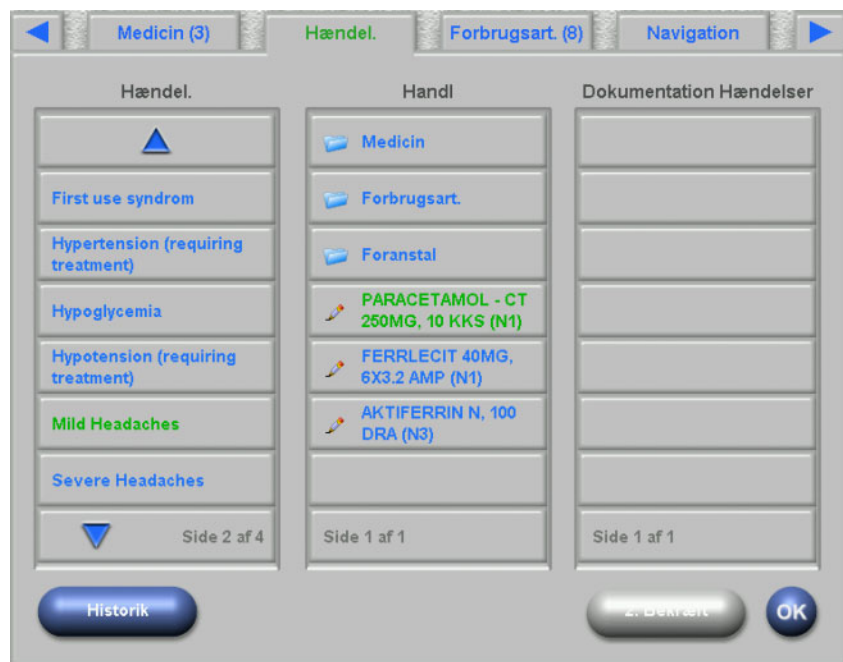 Medicin (3)
Hændel.
Forbrugsart. (8)
Navigation
Hændel.
First use syndrom
Hypertension (requiring
treatment)
Hypoglycemia
Hypotension (requiring
treatment)
Mild Headaches
Severe Headaches
Side 2 af 4
Handl
Medicin
Forbrugsart.
Foranstal
PARACETAMOL - CT
250MG, 10 KKS (N1)
FERRLECIT 40MG,
6X3.2 AMP (N1)
AKTIFERRIN N, 100
DRA (N3)
Side 1 af 1
Dokumentation Hændelser
Side 1 af 1
Historik
2. Bekræft
OK